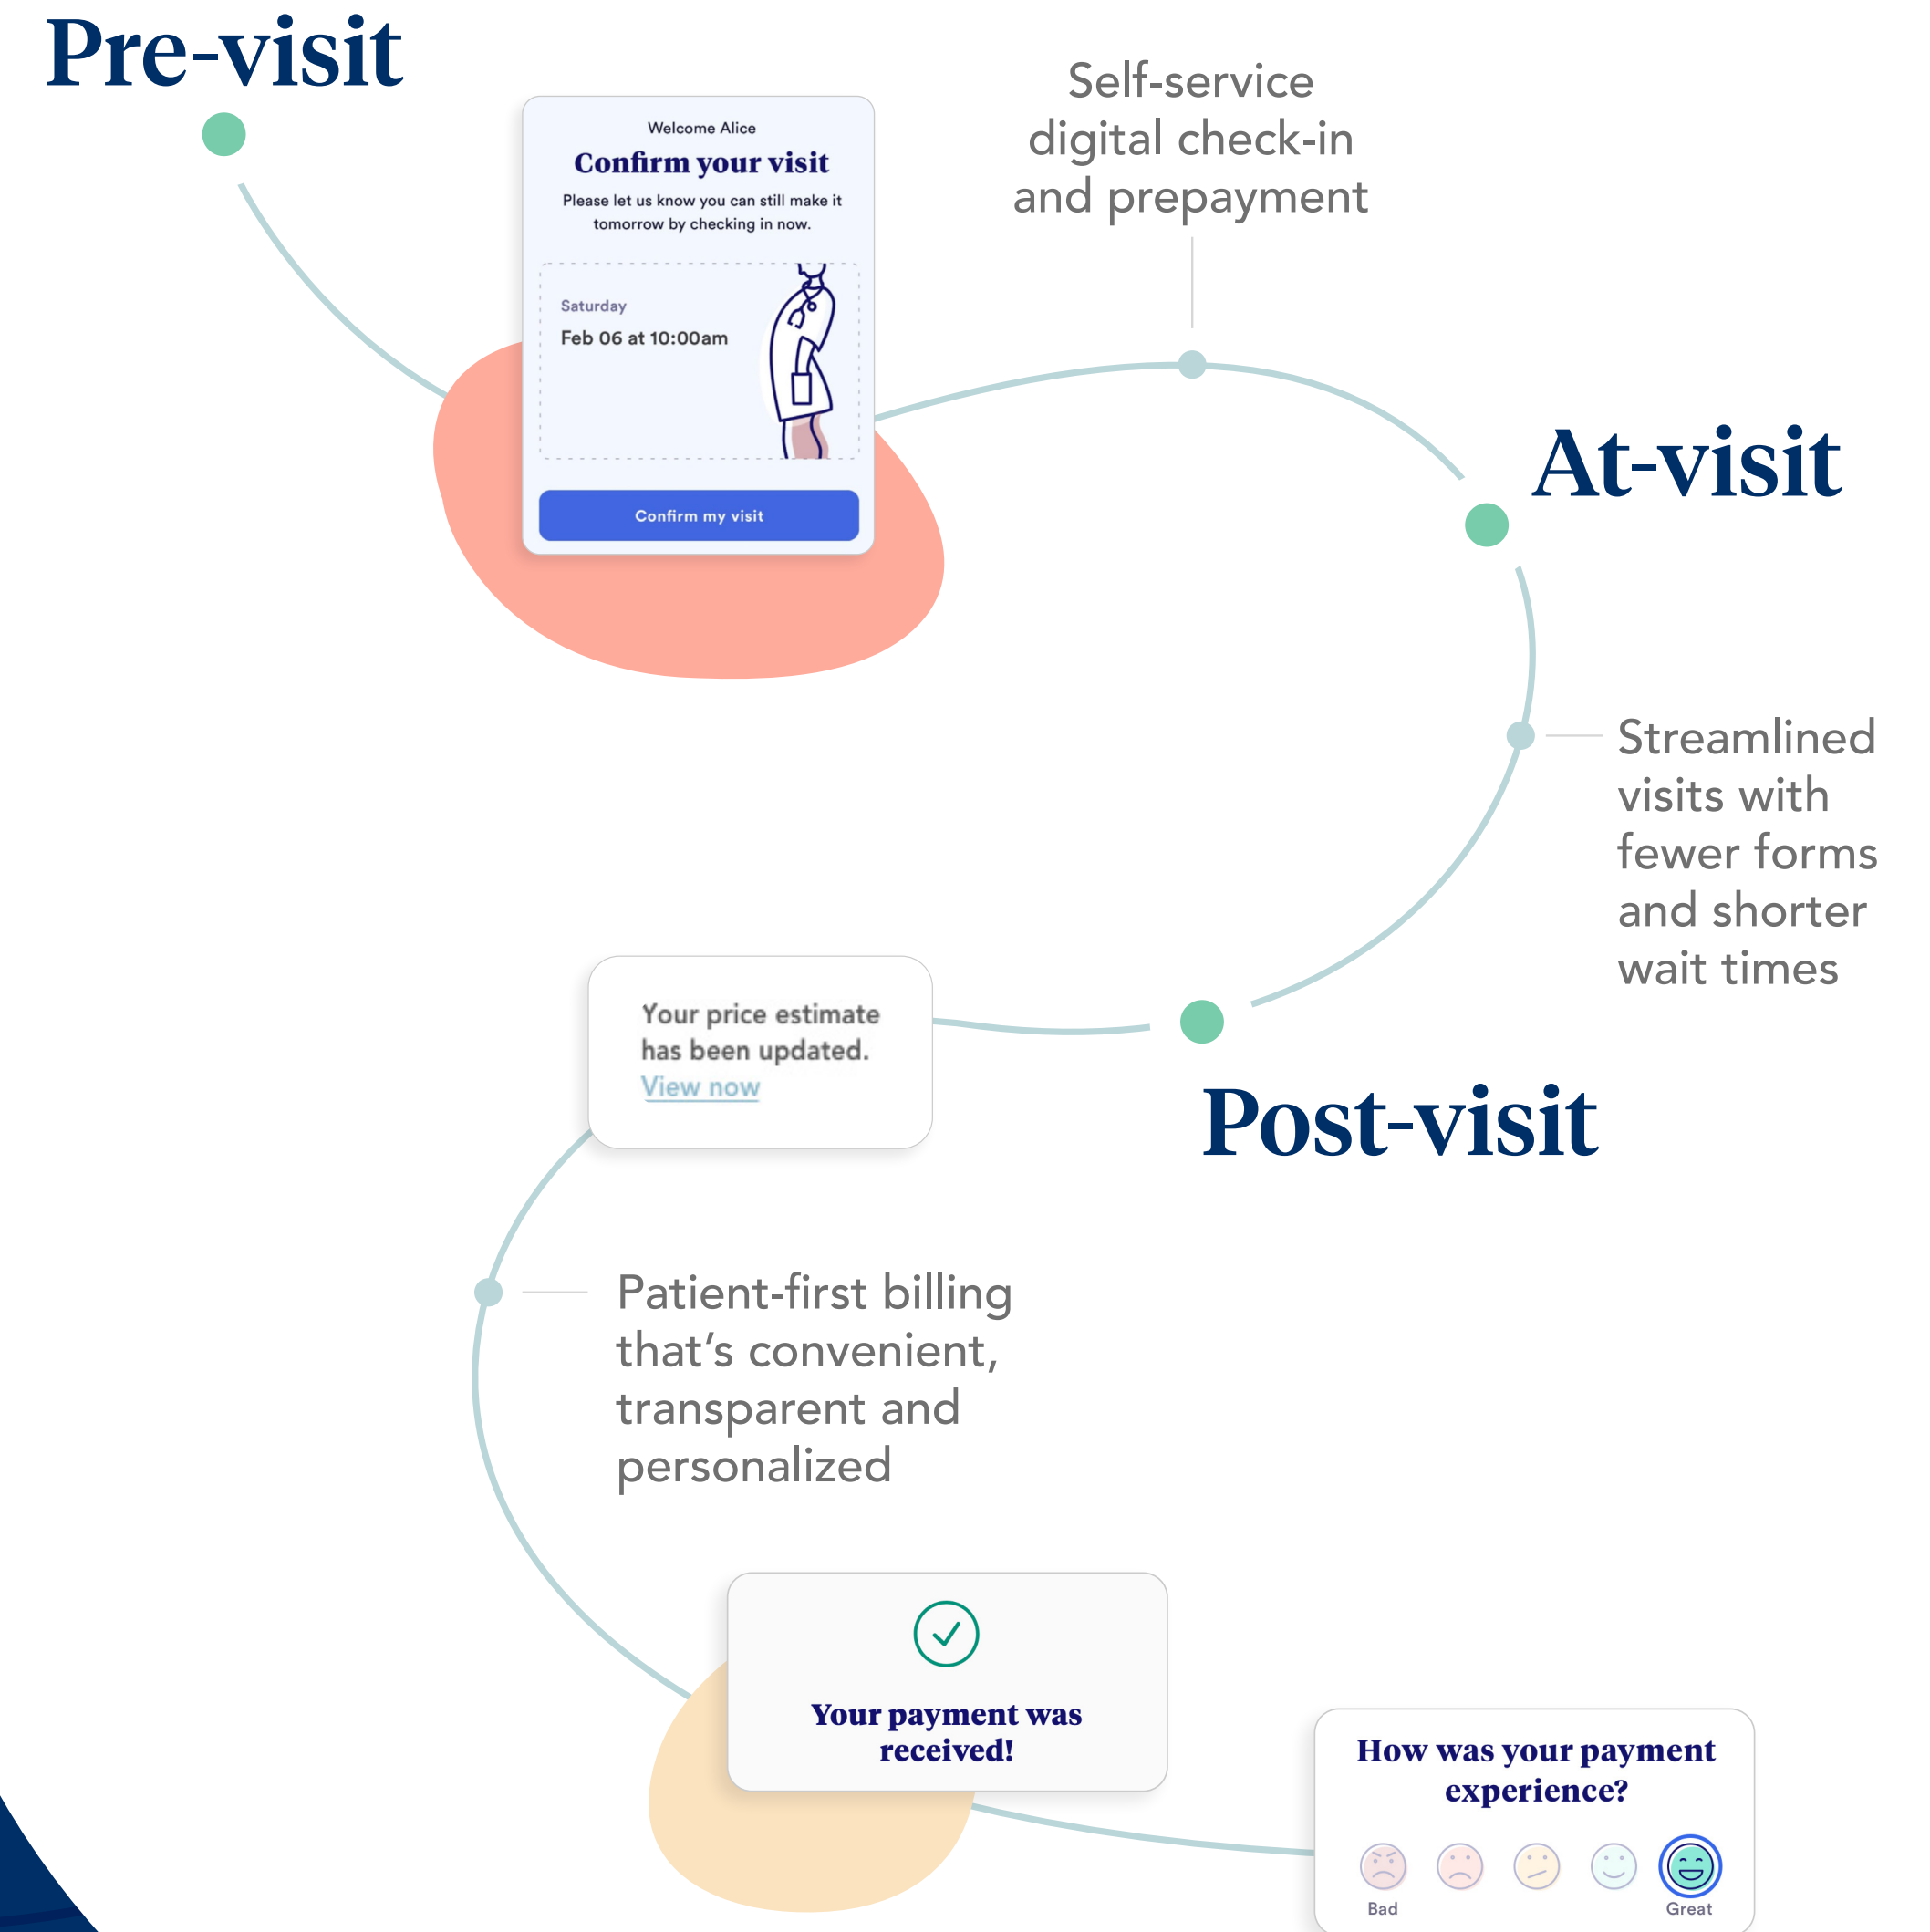 Pre-visit
Welcome Alice
Confirm your visit
Please let us know you can still make it
tomorrow by checking in now.
Saturday
Feb 06 at 10:00am
Confirm my visit
Self-service
digital check-in
and prepayment
At-visit
Streamlined
visits with
fewer forms
and shorter
wait times
Post-visit
Your price estimate
has been updated.
View now
Patient-first billing
that’s convenient,
transparent and
personalized
Your payment was
received!
How was your payment
experience?
Bad
Great